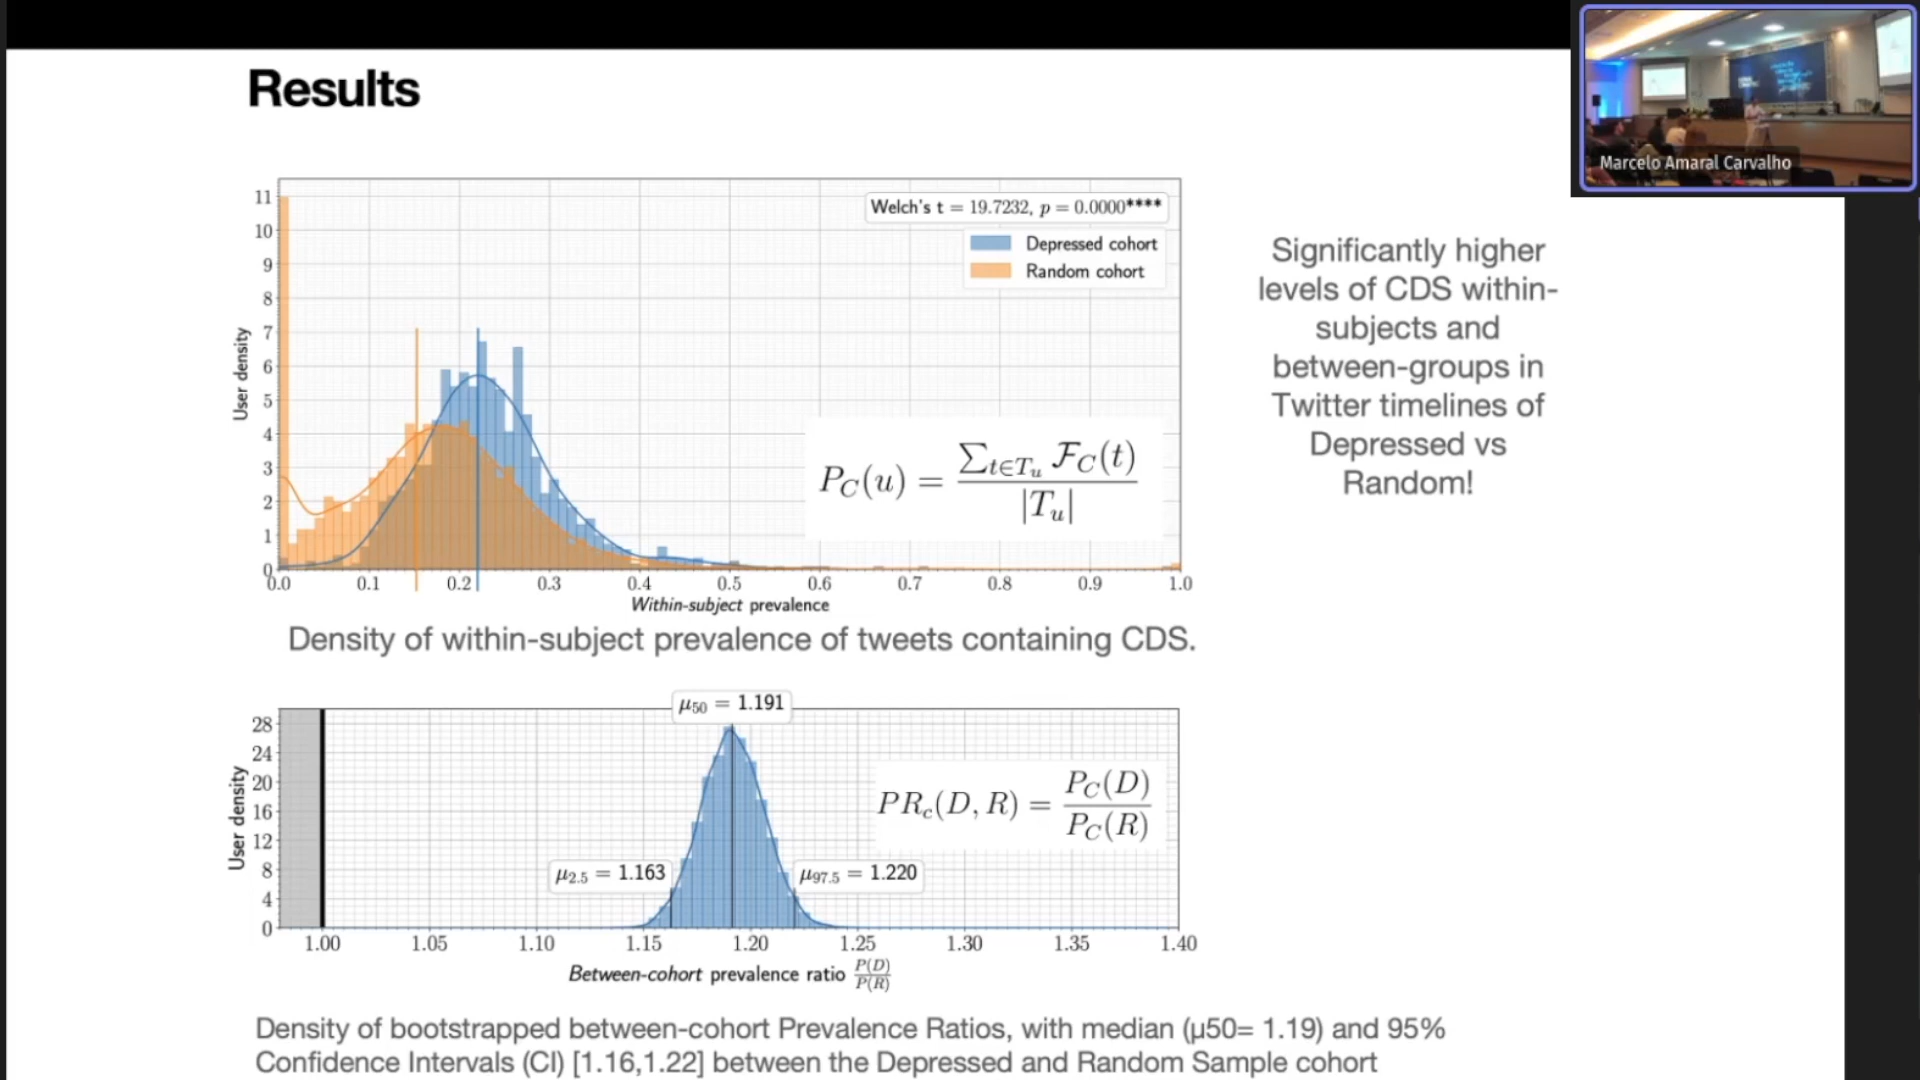 Results
Marcelo Amaral Carvalho
11
10
9
8
7
6
5
4
3
2
1
0
User density
Welch's t = 19.7232, p = 0.0000****
Depressed cohort
Random cohort
P_C(u) = \frac{\sum_{t \in T_u} \mathcal{F}_C(t)}{|T_u|}
0.0 0.1 0.2 0.3 0.4 0.5 0.6 0.7 0.8 0.9 1.0
Within-subject prevalence
Density of within-subject prevalence of tweets containing CDS.
Significantly higher
levels of CDS within-
subjects and
between-groups in
Twitter timelines of
Depressed vs
Random!
28
24
20
16
12
8
4
0
User density
μ50 = 1.191
μ2.5 = 1.163
μ97.5 = 1.220
PR_c(D, R) = \frac{P_C(D)}{P_C(R)}
1.00 1.05 1.10 1.15 1.20 1.25 1.30 1.35 1.40
Between-cohort prevalence ratio \frac{P(D)}{P(R)}
Density of bootstrapped between-cohort Prevalence Ratios, with median (μ50= 1.19) and 95%
Confidence Intervals (CI) [1.16,1.22] between the Depressed and Random Sample cohort